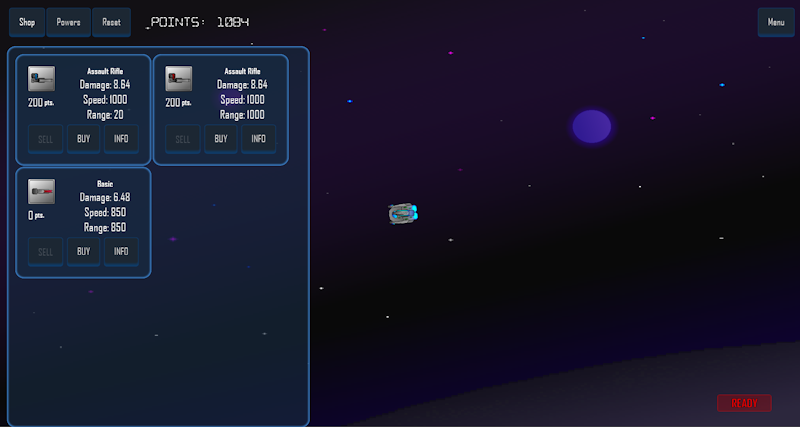 Shop Powers Reset POINTS: 1084 Menu
Assault Rifle
Damage: 8.64
200 pts. Speed: 1000
Range: 20
SELL BUY INFO
Assault Rifle
Damage: 8.64
200 pts. Speed: 1000
Range: 1000
SELL BUY INFO
Basic
Damage: 6.48
0 pts. Speed: 850
Range: 850
SELL BUY INFO
READY